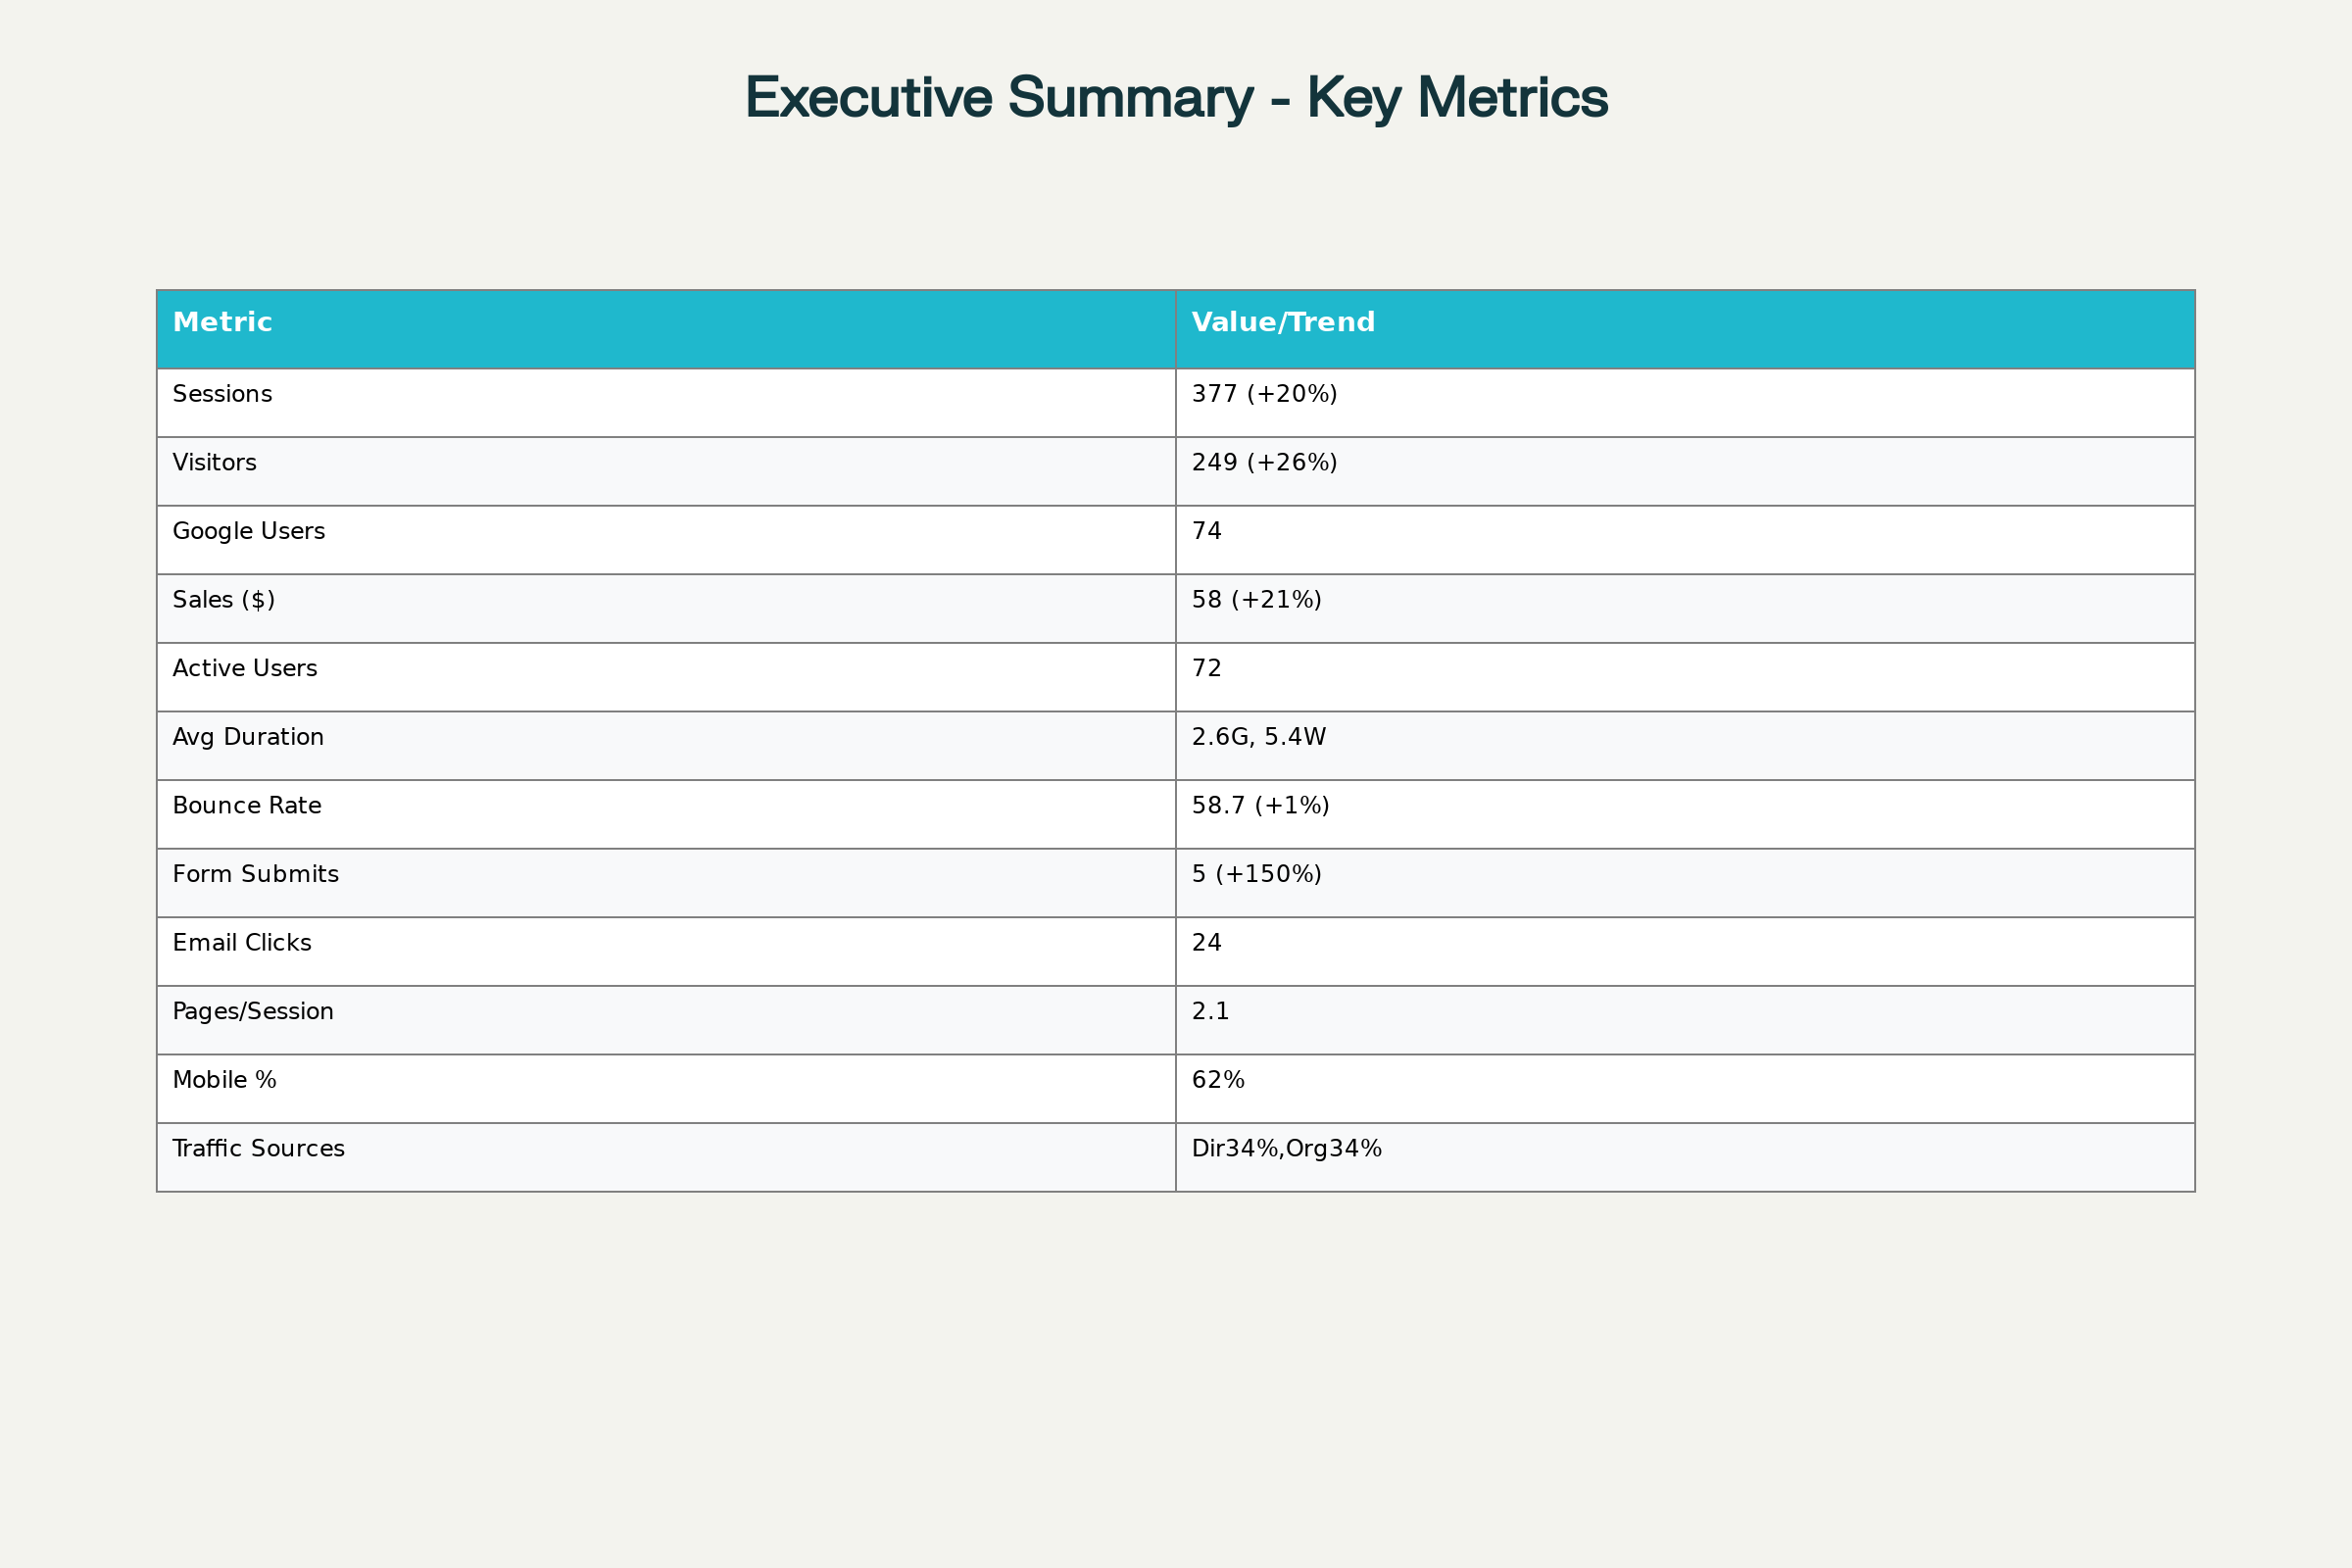 Executive Summary - Key Metrics
Metric Value/Trend
Sessions 377 (+20%)
Visitors 249 (+26%)
Google Users 74
Sales ($) 58 (+21%)
Active Users 72
Avg Duration 2.6G, 5.4W
Bounce Rate 58.7 (+1%)
Form Submits 5 (+150%)
Email Clicks 24
Pages/Session 2.1
Mobile % 62%
Traffic Sources Dir34%,Org34%